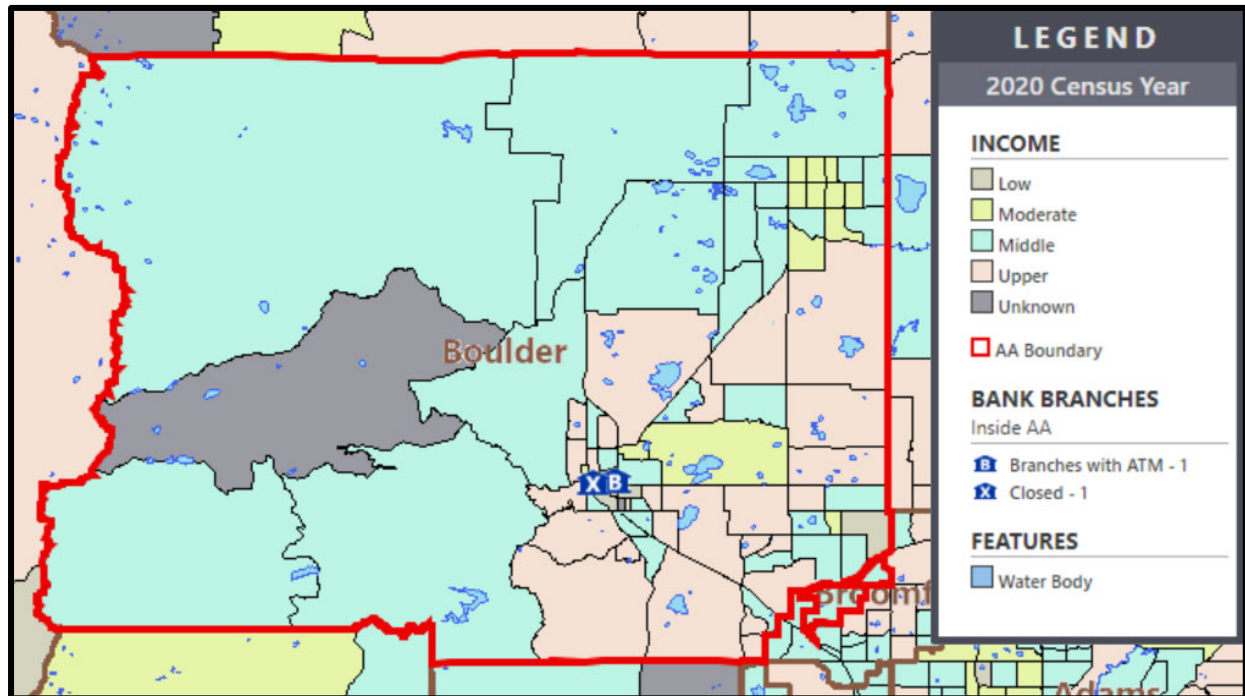 LEGEND
2020 Census Year
INCOME
Low
Moderate
Middle
Upper
Unknown
AA Boundary
BANK BRANCHES
Inside AA
B Branches with ATM - 1
X Closed - 1
FEATURES
Water Body
Boulder
X B
Broomf
Adams